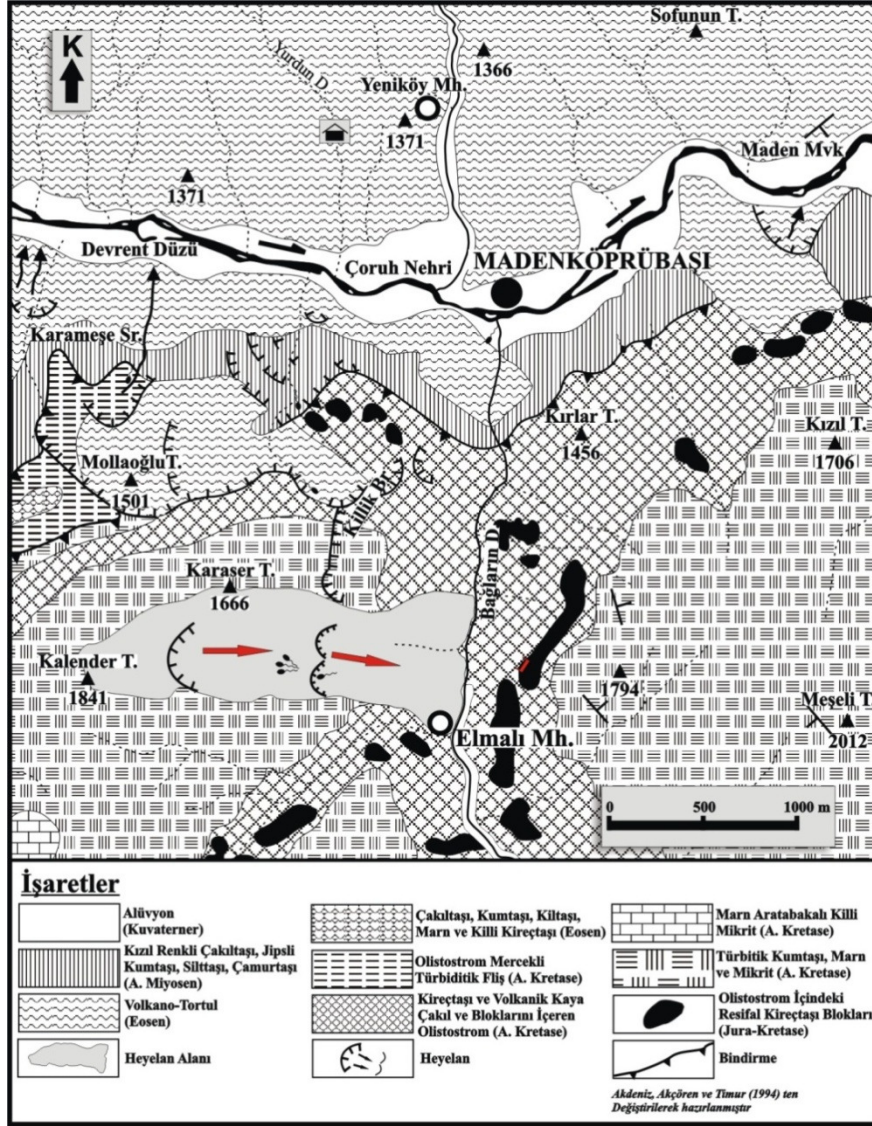 K
Sofunun T.
1366
Yurdun D
Yeniköy Mh.
1371
Maden Mvk
1371
Devrent Düzü
Çoruh Nehri
MADENKÖPRÜBAŞI
Karameşe Sr.
Kırlar T.
1456
Kızıl T.
1706
MollaoğluT.
1501
Killik Br.
Bağların D.
Karaser T.
1666
Kalender T.
1841
1794
Meşeli T.
2012
Elmalı Mh.
0 500 1000 m
İşaretler
Alüvyon
(Kuvaterner)
Kızıl Renkli Çakıltaşı, Jipsli
Kumtaşı, Silttaşı, Çamurtaşı
(A. Miyosen)
Volkano-Tortul
(Eosen)
Heyelan Alanı
Çakıltaşı, Kumtaşı, Kiltaşı,
Marn ve Killi Kireçtaşı (Eosen)
Olistostrom Mercekli
Türbiditik Fliş (A. Kretase)
Kireçtaşı ve Volkanik Kaya
Çakıl ve Bloklarını İçeren
Olistostrom (A. Kretase)
Heyelan
Marn Aratabakalı Killi
Mikrit (A. Kretase)
Türbitik Kumtaşı, Marn
ve Mikrit (A. Kretase)
Olistostrom İçindeki
Resifal Kireçtaşı Blokları
(Jura-Kretase)
Bindirme
Akdeniz, Akçören ve Timur (1994) ten
Değiştirilerek hazırlanmıştır